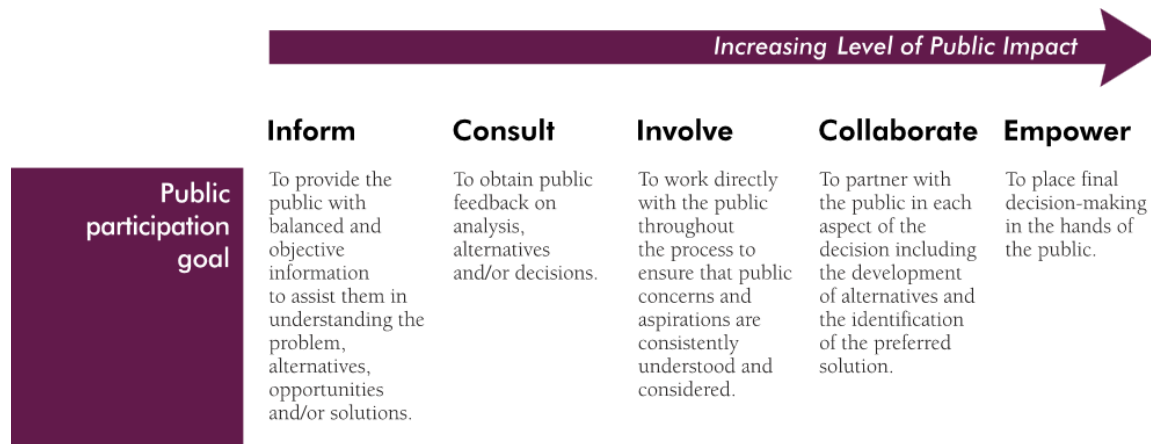 Increasing Level of Public Impact
Inform
Consult
Involve
Collaborate
Empower
Public
participation
goal
To provide the
public with
balanced and
objective
information
to assist them in
understanding the
problem,
alternatives,
opportunities
and/or solutions.
To obtain public
feedback on
analysis,
alternatives
and/or decisions.
To work directly
with the public
throughout
the process to
ensure that public
concerns and
aspirations are
consistently
understood and
considered.
To partner with
the public in each
aspect of the
decision including
the development
of alternatives and
the identification
of the preferred
solution.
To place final
decision-making
in the hands of
the public.